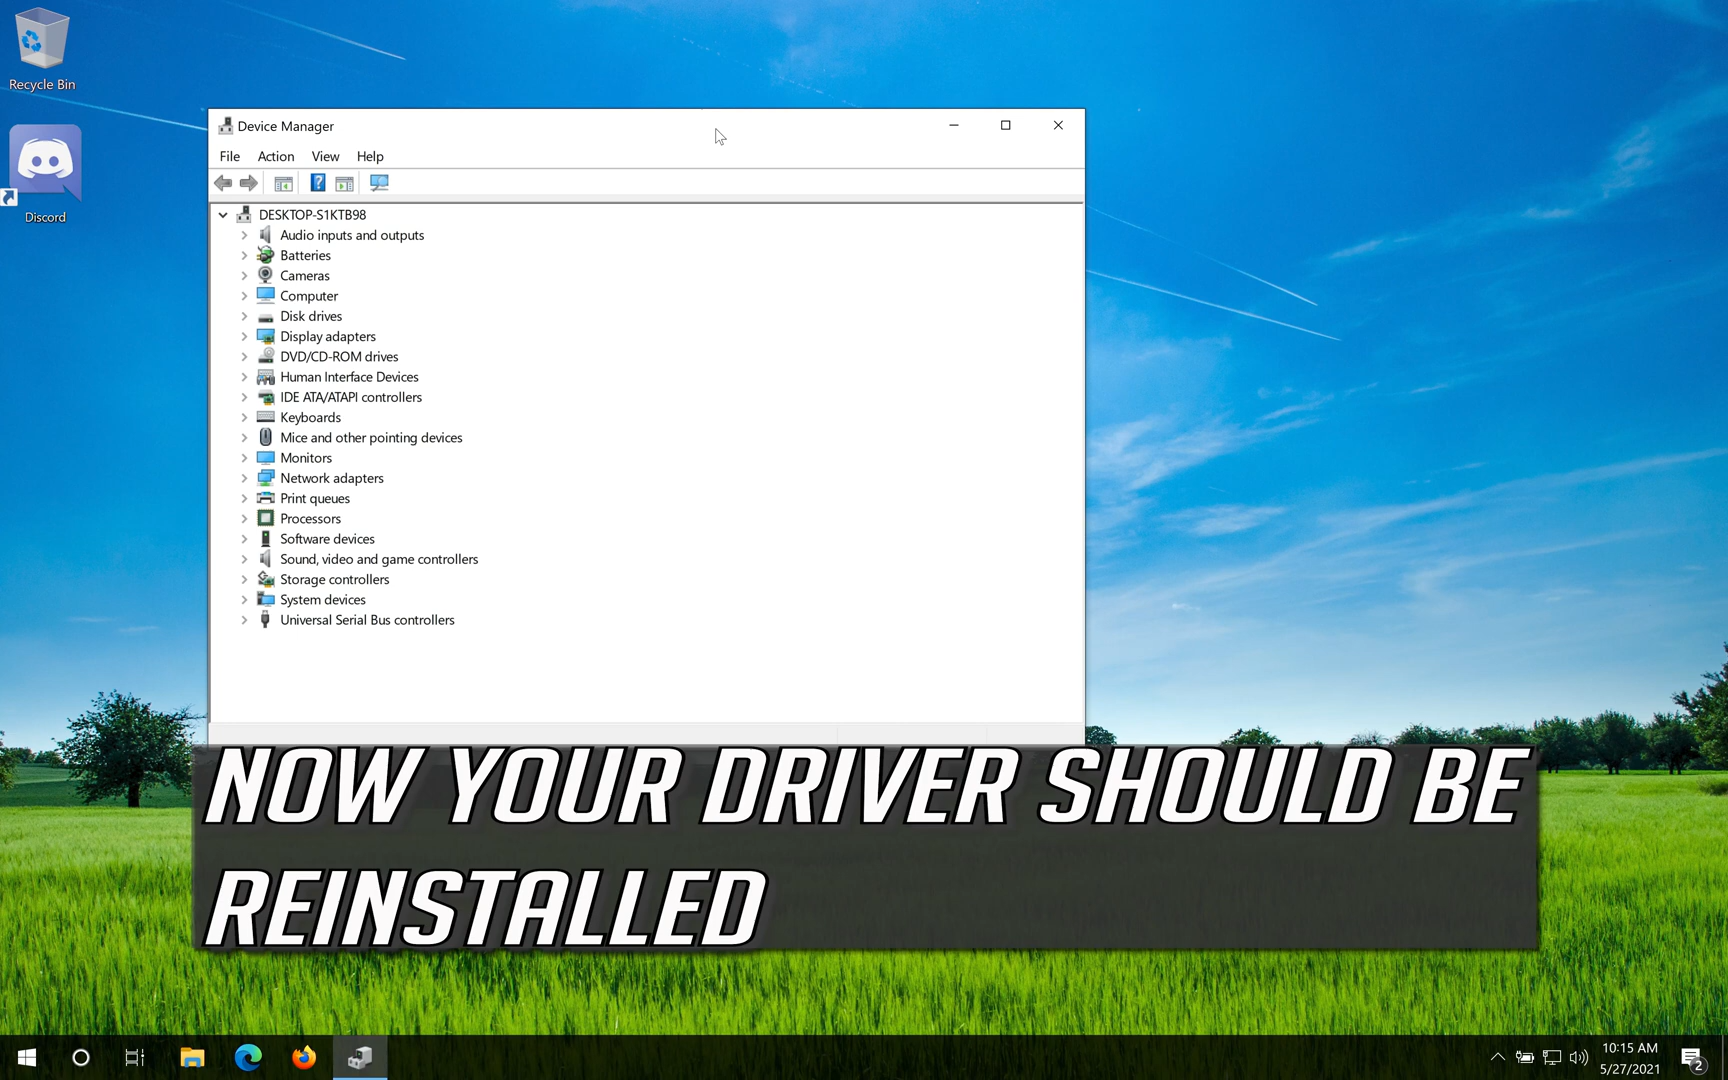 Recycle Bin
Discord
Device Manager
File Action View Help
DESKTOP-S1KTB98
Audio inputs and outputs
Batteries
Cameras
Computer
Disk drives
Display adapters
DVD/CD-ROM drives
Human Interface Devices
IDE ATA/ATAPI controllers
Keyboards
Mice and other pointing devices
Monitors
Network adapters
Print queues
Processors
Software devices
Sound, video and game controllers
Storage controllers
System devices
Universal Serial Bus controllers
NOW YOUR DRIVER SHOULD BE
REINSTALLED
10:15 AM
5/27/2021
2